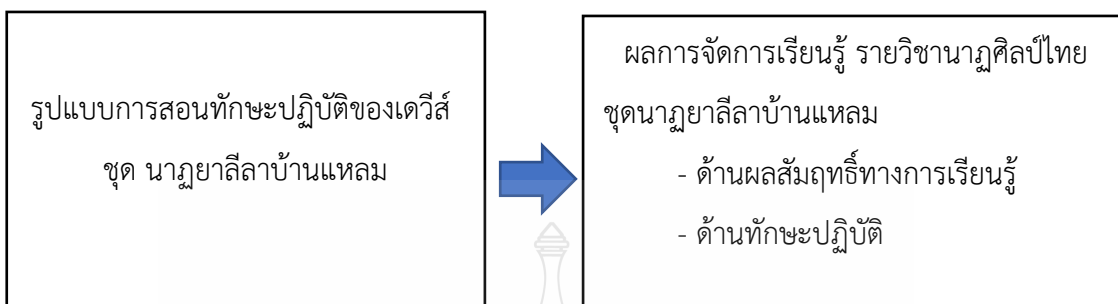 รูปแบบการสอนทักษะปฏิบัติของเดวีส์
ชุด นาฏยาลีลาบ้านแหลม
ผลการจัดการเรียนรู้ รายวิชานาฏศิลป์ไทย
ชุดนาฏยาลีลาบ้านแหลม
- ด้านผลสัมฤทธิ์ทางการเรียนรู้
- ด้านทักษะปฏิบัติ